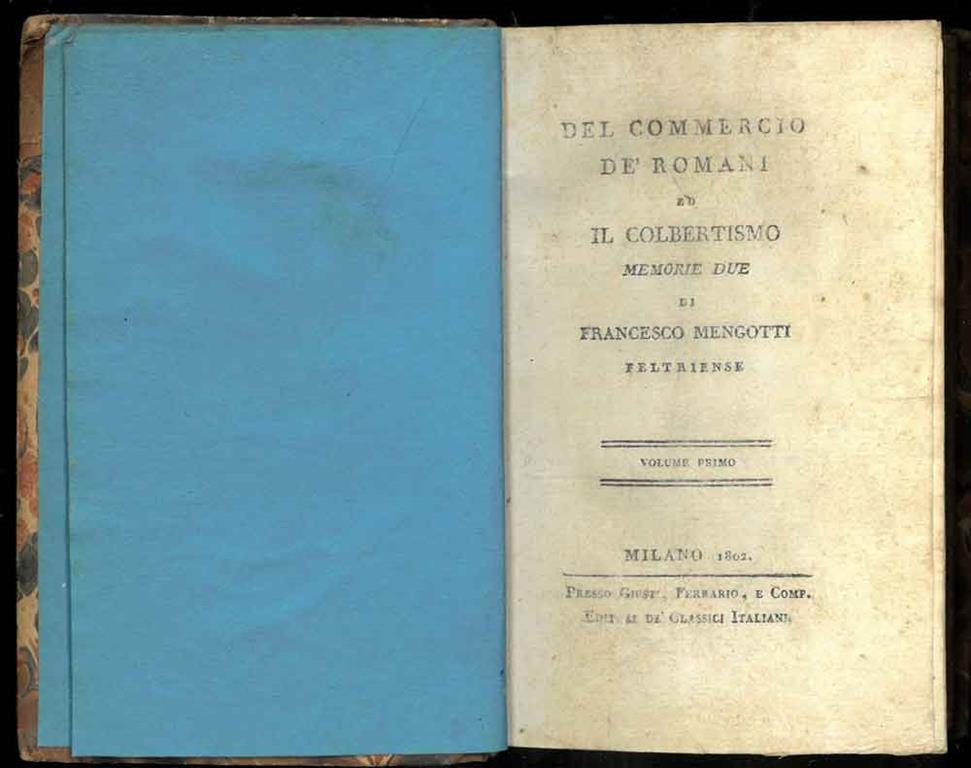 DEL COMMERCIO
DE' ROMANI
ED
IL COLBERTISMO
MEMORIE DUE
DI
FRANCESCO MENGOTTI
FELTRIENSE
VOLUME PRIMO
MILANO 1802.
PRESSO GIUSTI, FERRARIO, E COMP.
EDITORI DE' CLASSICI ITALIANI